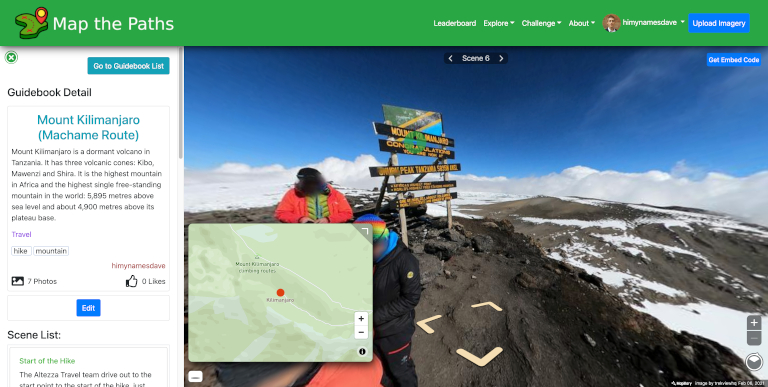 Map the Paths
Leaderboard Explore Challenge About himynamesdave Upload Imagery
Go to Guidebook List
Guidebook Detail
Mount Kilimanjaro
(Machame Route)
Mount Kilimanjaro is a dormant volcano in
Tanzania. It has three volcanic cones: Kibo,
Mawenzi and Shira. It is the highest mountain
in Africa and the highest single free-standing
mountain in the world: 5,895 metres above
sea level and about 4,900 metres above its
plateau base.
Travel
hike mountain
himynamesdave
7 Photos 0 Likes
Edit
Scene List:
Start of the Hike
The Altezza Travel team drive out to the
start point to the start of the hike, just
Scene 6
Get Embed Code
MOUNT KILIMANJARO
CONGRATULATIONS
YOU ARE NOW AT
Mount Kilimanjaro
climbing routes
Kilimanjaro
+
−
+
−
Mapillary image by trekviewhq Feb 08, 2021